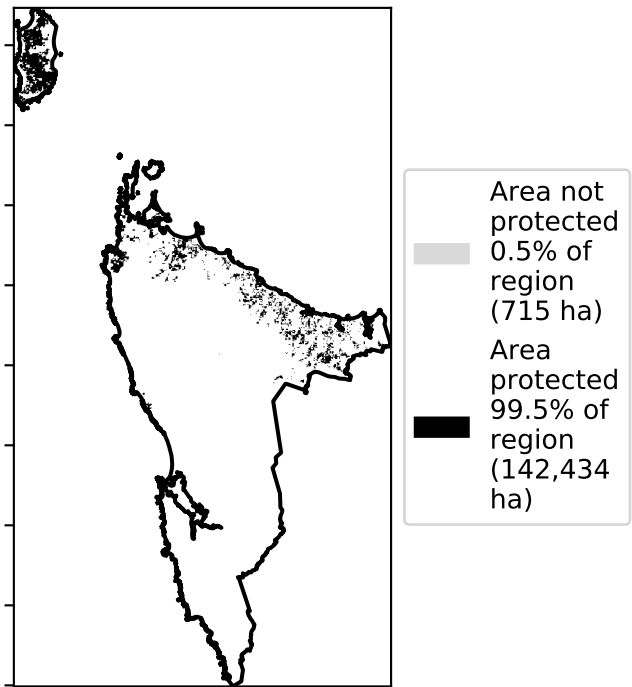 Area not
protected
0.5% of
region
(715 ha)
Area
protected
99.5% of
region
(142,434
ha)